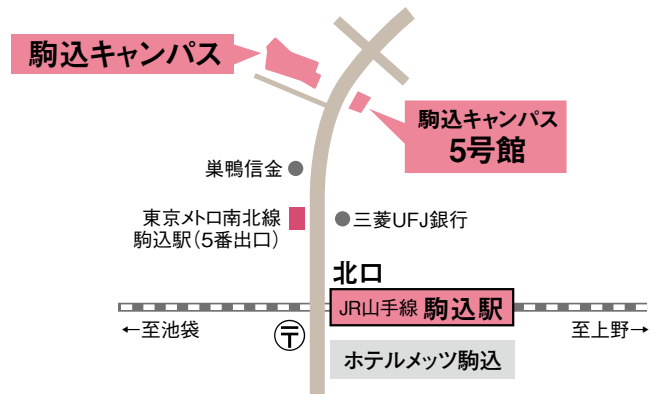 駒込キャンパス
駒込キャンパス
5号館
巣鴨信金
東京メトロ南北線
駒込駅(5番出口)
三菱UFJ銀行
北口
JR山手線 駒込駅
←至池袋
〒
至上野→
ホテルメッツ駒込